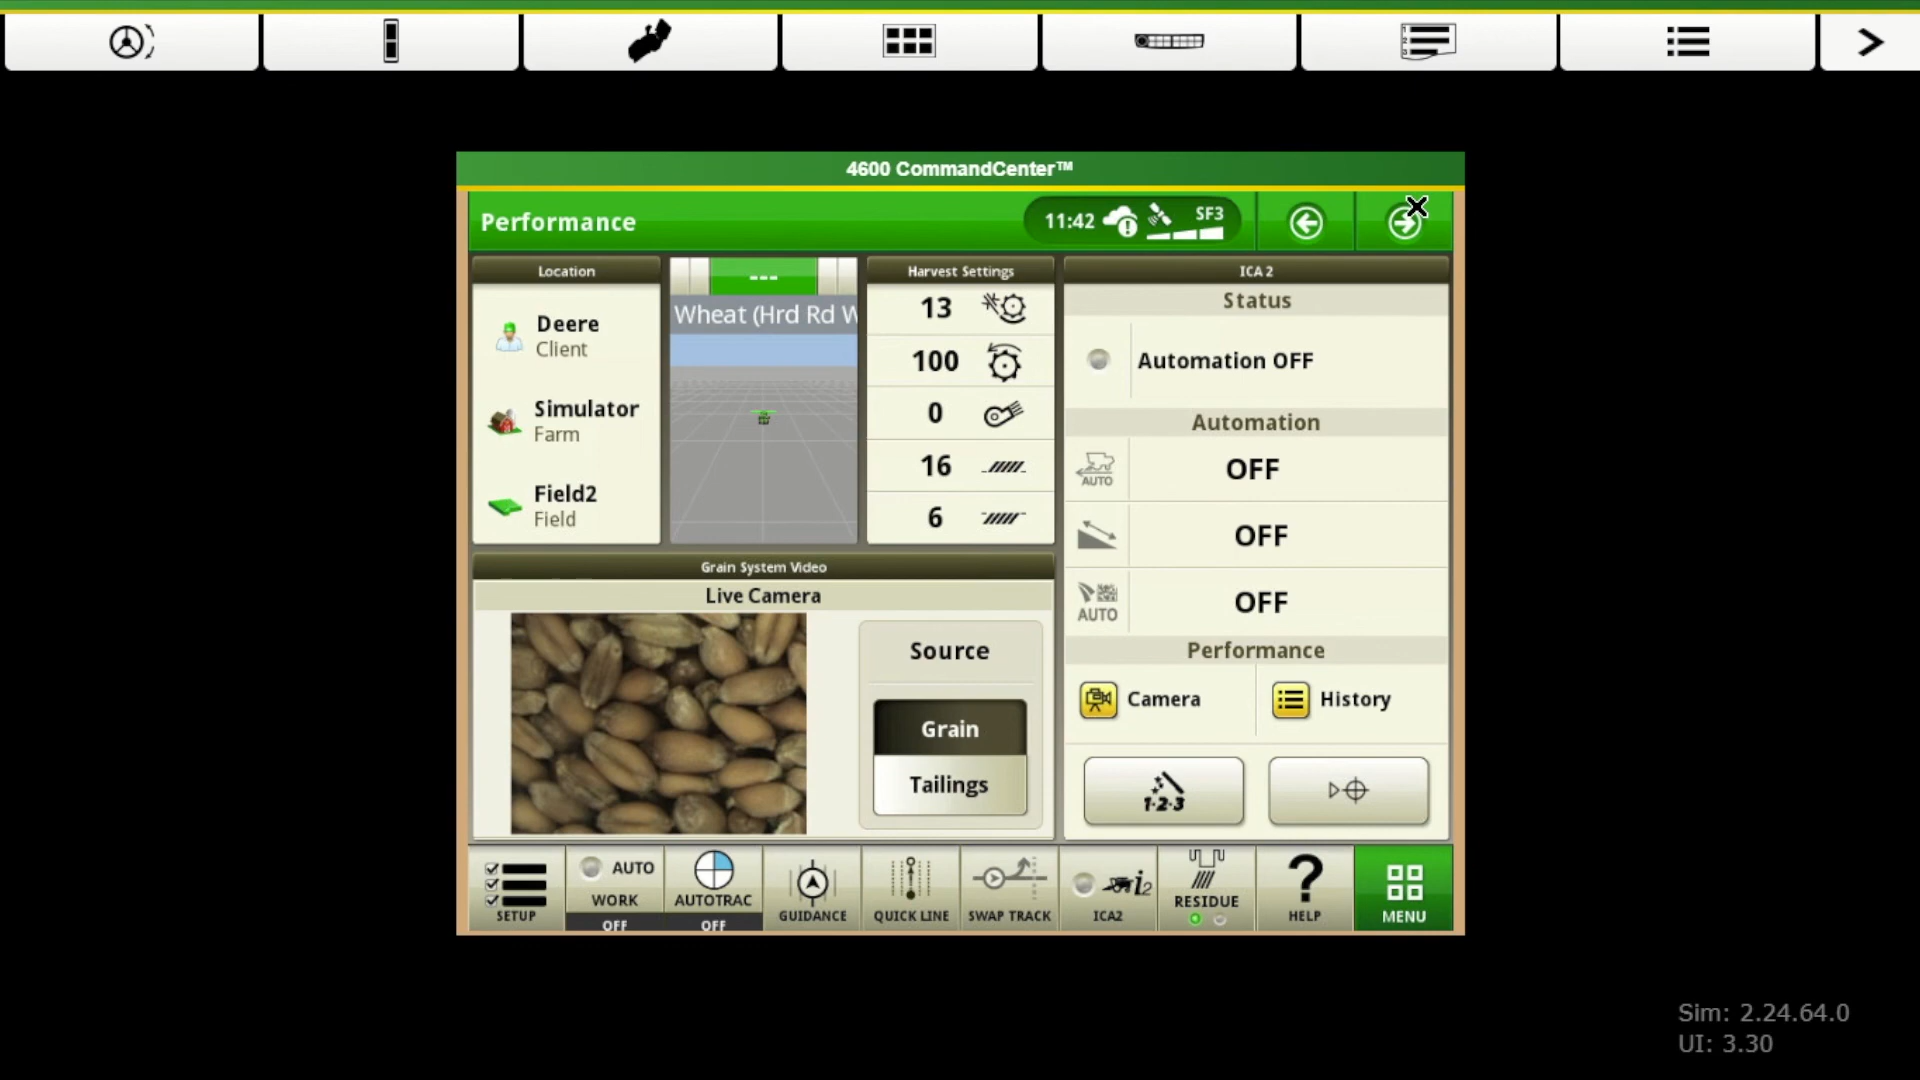 4600 CommandCenter™
Performance
11:42
SF3
Location
Deere
Client
Simulator
Farm
Field2
Field
---
Wheat (Hrd Rd W
Harvest Settings
13
100
0
16
6
ICA 2
Status
Automation OFF
Automation
AUTO
OFF
OFF
AUTO
OFF
Performance
Camera
History
1·2·3
Grain System Video
Live Camera
Source
Grain
Tailings
SETUP
AUTO
WORK
OFF
AUTOTRAC
OFF
GUIDANCE
QUICK LINE
SWAP TRACK
i2
ICA2
RESIDUE
?
HELP
MENU
Sim: 2.24.64.0
UI: 3.30